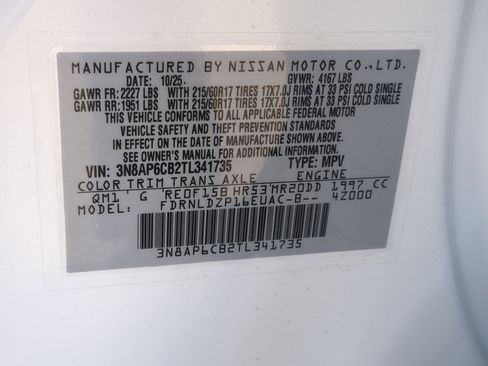 MANUFACTURED BY NISSAN MOTOR CO., LTD.
DATE: 10/25. GVWR: 4167 LBS
GAWR FR: 2227 LBS WITH 215/60R17 TIRES 17X7.0J RIMS AT 33 PSI COLD SINGLE
GAWR RR: 1951 LBS WITH 215/60R17 TIRES 17X7.0J RIMS AT 33 PSI COLD SINGLE
THIS VEHICLE CONFORMS TO ALL APPLICABLE FEDERAL MOTOR
VEHICLE SAFETY AND THEFT PREVENTION STANDARDS IN
EFFECT ON THE DATE OF MANUFACTURE SHOWN ABOVE.
SEE OWNER'S MANUAL FOR ADDITIONAL INFORMATION.
VIN: 3N8AP6CB2TL341735 TYPE: MPV
COLOR TRIM TRANS AXLE ENGINE
QM1 G RE0F15B HR53 MR20DD 1997 CC
FDRNLDZP16EUAC-B-- 4Z000
3N8AP6CB2TL341735